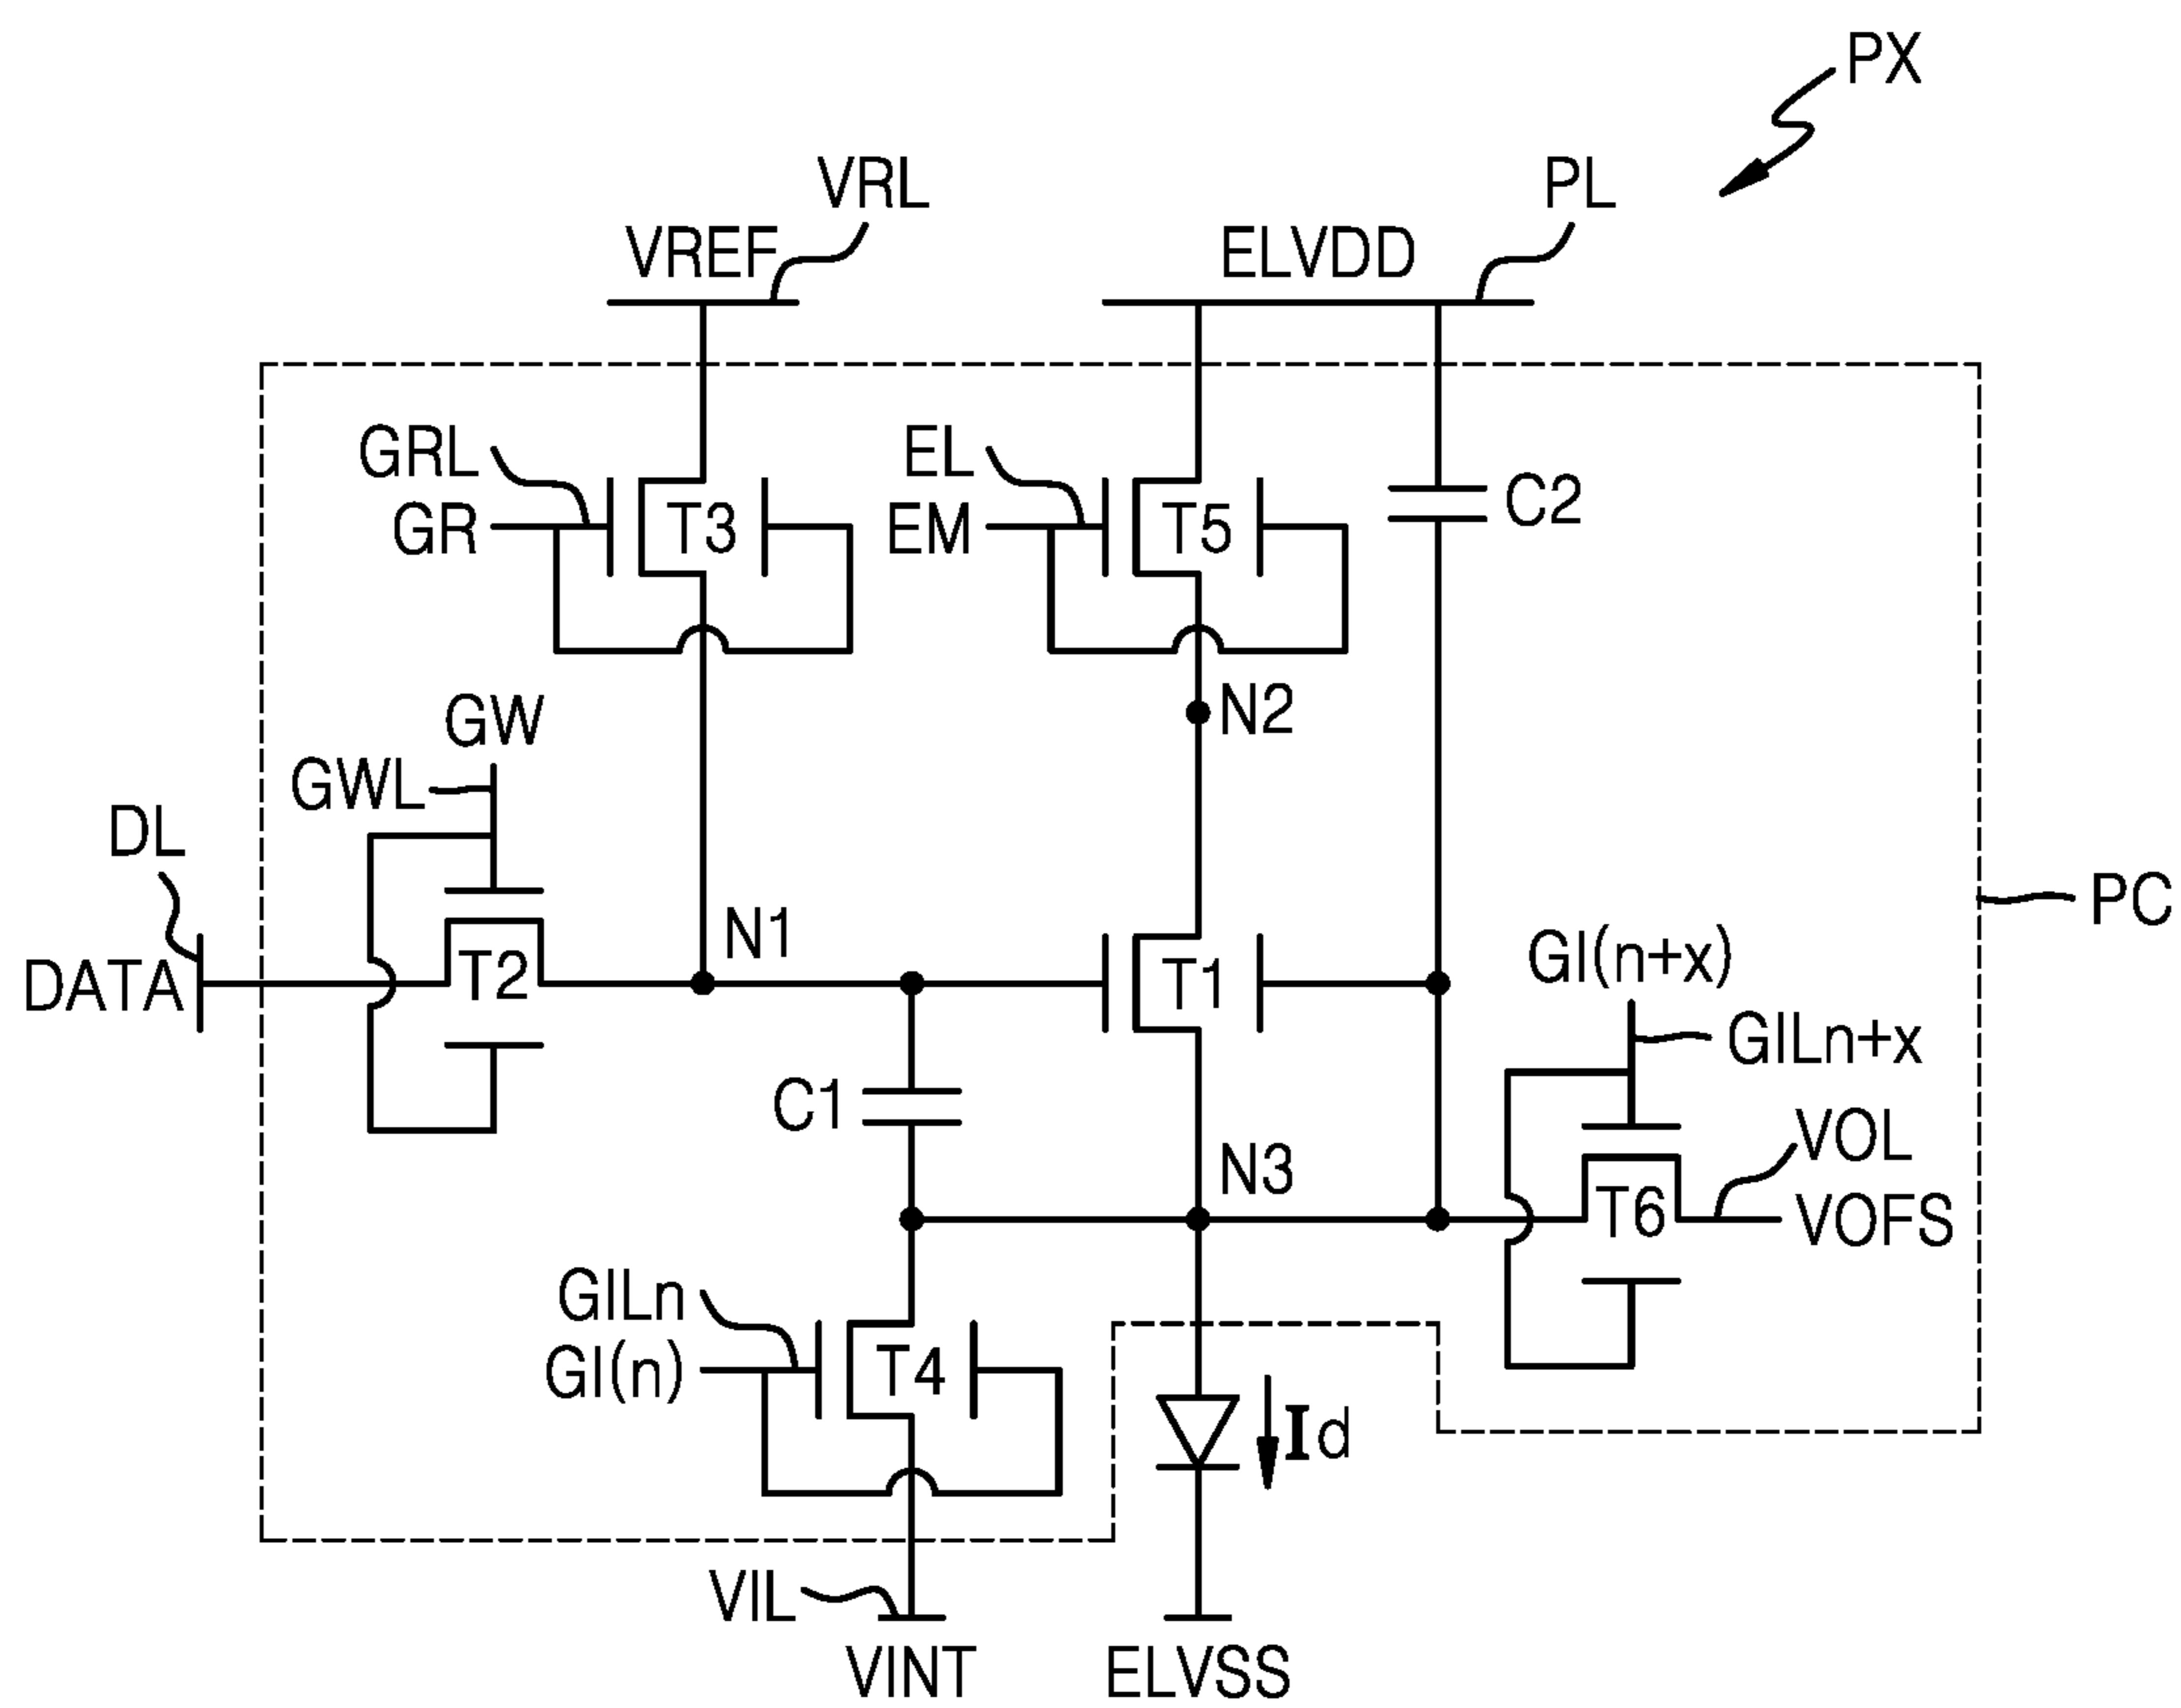 PX
VRL
PL
VREF
ELVDD
GRL
EL
GR
T3
EM
T5
C2
N2
GW
GWL
DL
PC
N1
GI(n+x)
DATA
T2
T1
GILn+x
C1
VOL
N3
T6
VOFS
GILn
GI(n)
T4
Id
VIL
VINT
ELVSS